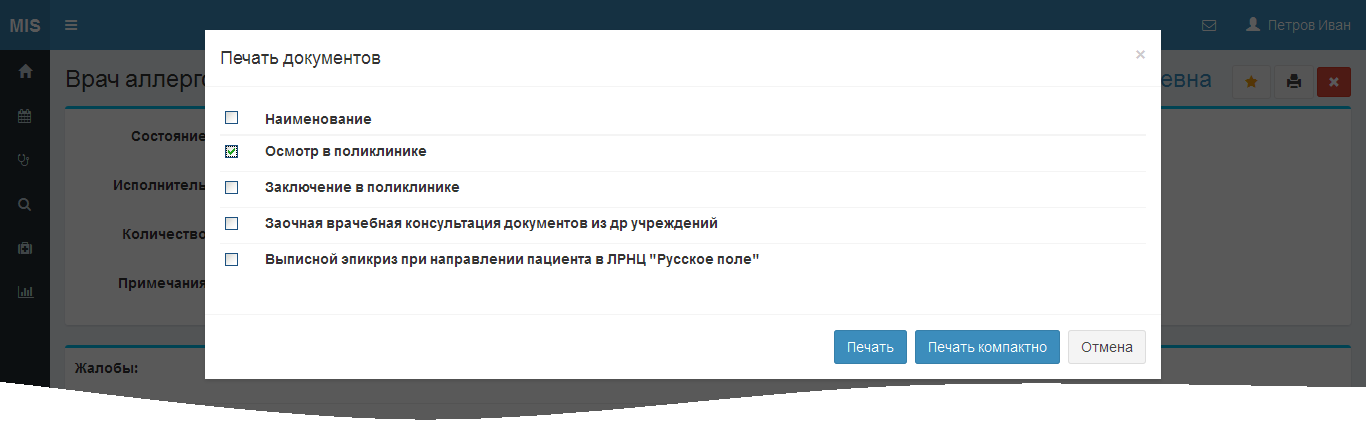 MIS
Петров Иван
Печать документов
×
Врач аллерго
евна
Состояние
Исполнитель
Количество
Примечания
Наименование
Осмотр в поликлинике
Заключение в поликлинике
Заочная врачебная консультация документов из др учреждений
Выписной эпикриз при направлении пациента в ЛРНЦ "Русское поле"
Печать Печать компактно Отмена
Жалобы: